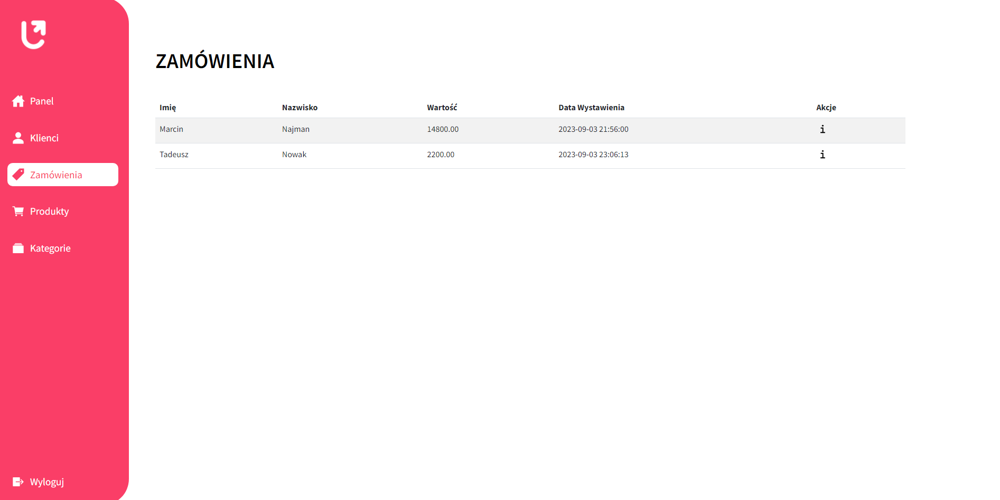 Panel
Klienci
Zamówienia
Produkty
Kategorie
Wyloguj
ZAMÓWIENIA
Imię Nazwisko Wartość Data Wystawienia Akcje
Marcin Najman 14800.00 2023-09-03 21:56:00
Tadeusz Nowak 2200.00 2023-09-03 23:06:13